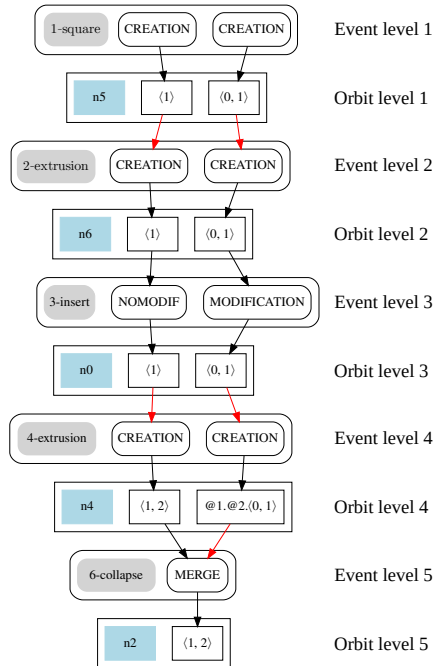 1-square CREATION CREATION Event level 1
n5 ⟨1⟩ ⟨0, 1⟩ Orbit level 1
2-extrusion CREATION CREATION Event level 2
n6 ⟨1⟩ ⟨0, 1⟩ Orbit level 2
3-insert NOMODIF MODIFICATION Event level 3
n0 ⟨1⟩ ⟨0, 1⟩ Orbit level 3
4-extrusion CREATION CREATION Event level 4
n4 ⟨1, 2⟩ @1.@2.⟨0, 1⟩ Orbit level 4
6-collapse MERGE Event level 5
n2 ⟨1, 2⟩ Orbit level 5